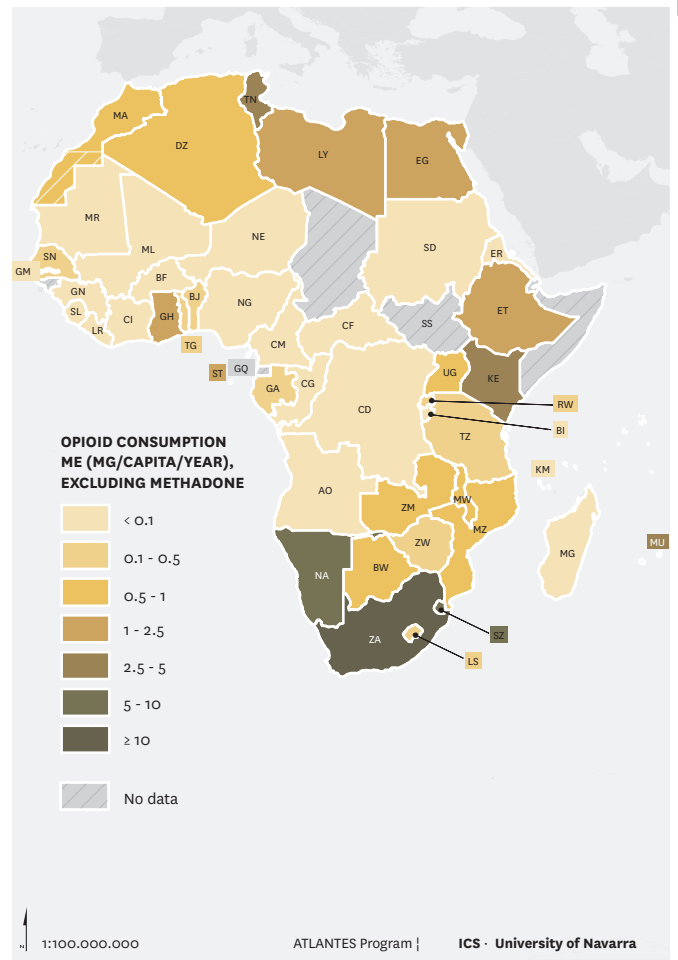 TN
MA
DZ
LY
EG
MR
ML
NE
SD
SN
ER
GM
BF
GN
BJ
NG
SL
GH
ET
CI
LR
SS
CF
TG
CM
GQ
ST
UG
KE
GA
CG
CD
RW
BI
TZ
OPIOID CONSUMPTION
ME (MG/CAPITA/YEAR),
EXCLUDING METHADONE
KM
AO
MW
ZM
MZ
ZW
MG
MU
BW
NA
SZ
ZA
LS
< 0.1
0.1 - 0.5
0.5 - 1
1 - 2.5
2.5 - 5
5 - 10
≥ 10
No data
N
1:100.000.000
ATLANTES Program ¦ ICS · University of Navarra